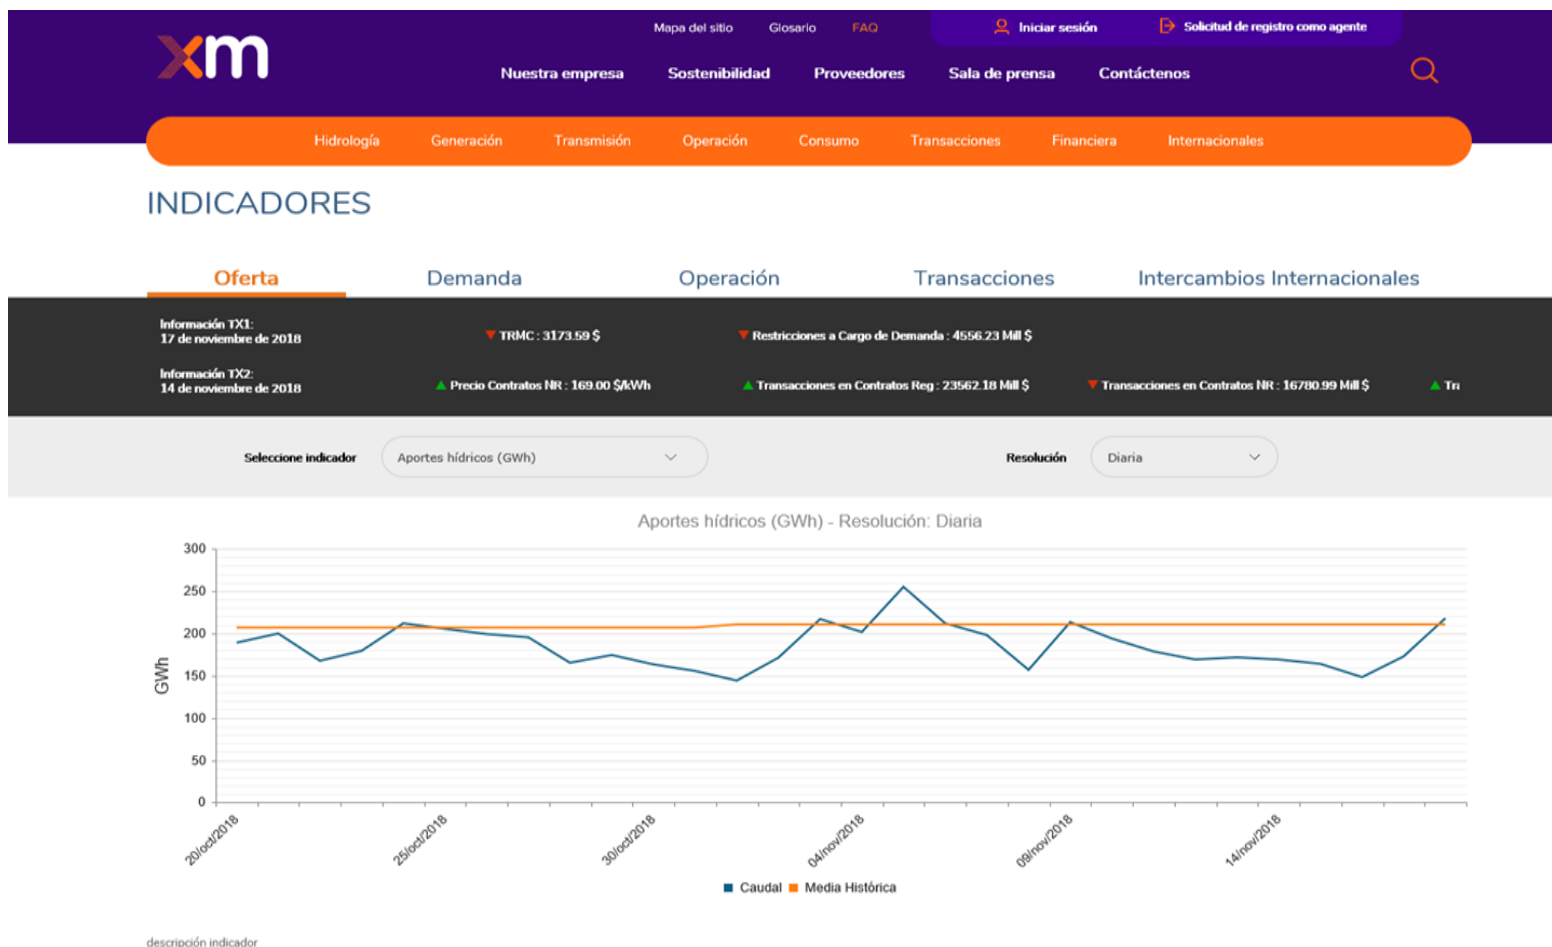 Mapa del sitio Glosario FAQ Iniciar sesión Solicitud de registro como agente
xm
Nuestra empresa Sostenibilidad Proveedores Sala de prensa Contáctenos
Hidrología Generación Transmisión Operación Consumo Transacciones Financiera Internacionales
INDICADORES
Oferta Demanda Operación Transacciones Intercambios Internacionales
Información TX1:
17 de noviembre de 2018
TRMC : 3173.59 $ Restricciones a Cargo de Demanda : 4556.23 Mill $
Información TX2:
14 de noviembre de 2018
Precio Contratos NR : 169.00 $/kWh Transacciones en Contratos Reg : 23562.18 Mill $ Transacciones en Contratos NR : 16780.99 Mill $ Tra
Seleccione indicador Aportes hídricos (GWh) Resolución Diaria
Aportes hídricos (GWh) - Resolución: Diaria
300
250
200
150
100
50
0
GWh
20/oct/2018 25/oct/2018 30/oct/2018 04/nov/2018 09/nov/2018 14/nov/2018
Caudal Media Histórica
descripción indicador